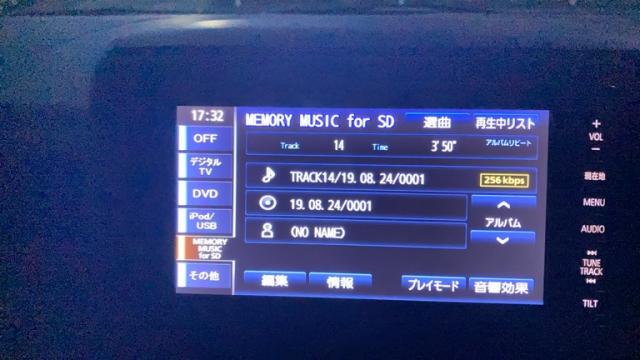 17:32
MEMORY MUSIC for SD 選曲 再生中リスト
Track 14 Time 3'50" アルバムリピート
OFF
デジタル
TV
DVD
iPod/
USB
MEMORY
MUSIC
for SD
その他
TRACK14/19. 08. 24/0001 256 kbps
19. 08. 24/0001
アルバム
(NO NAME)
編集 情報 プレイモード 音響効果
+
VOL
−
現在地
MENU
AUDIO
TUNE
TRACK
TILT